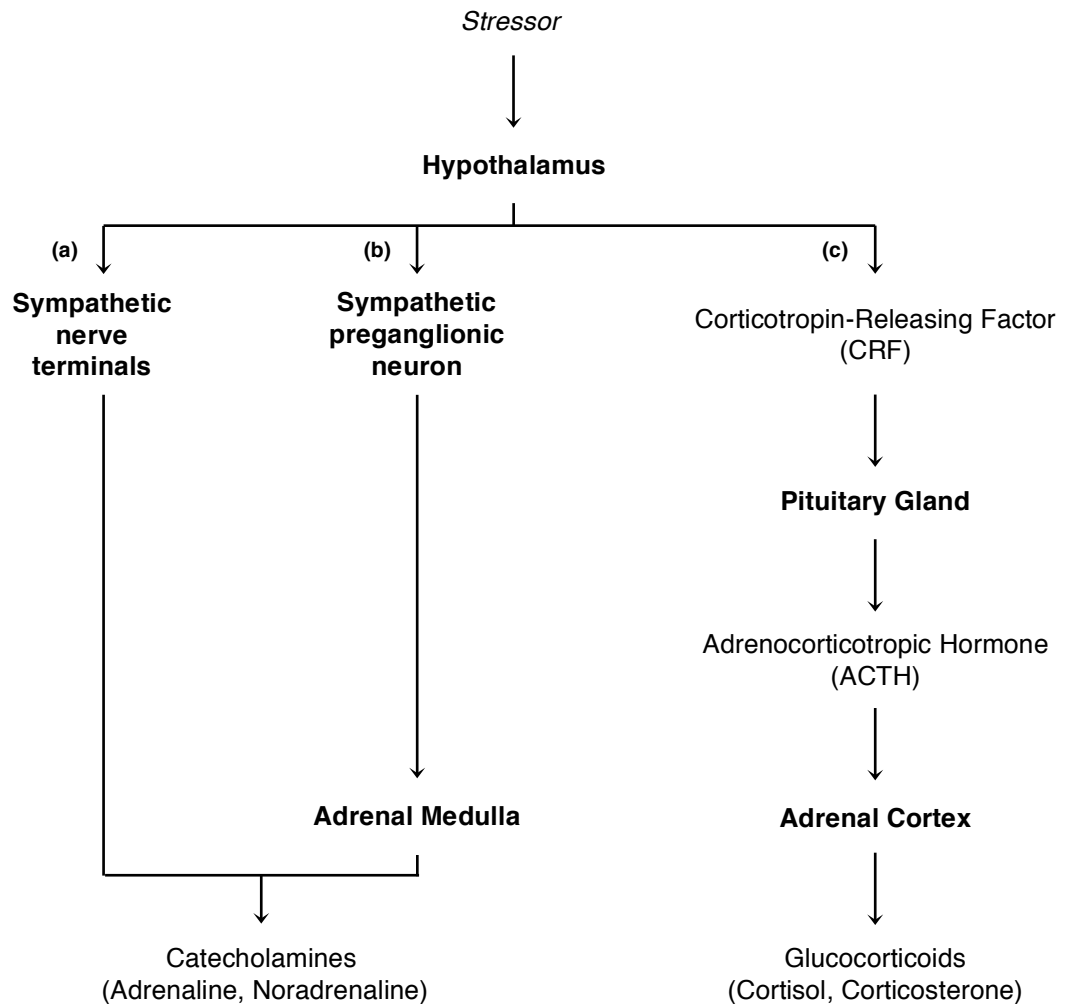 Stressor
Hypothalamus
(a)
(b)
(c)
Sympathetic
nerve
terminals
Sympathetic
preganglionic
neuron
Corticotropin-Releasing Factor
(CRF)
Pituitary Gland
Adrenocorticotropic Hormone
(ACTH)
Adrenal Medulla
Adrenal Cortex
Catecholamines
(Adrenaline, Noradrenaline)
Glucocorticoids
(Cortisol, Corticosterone)